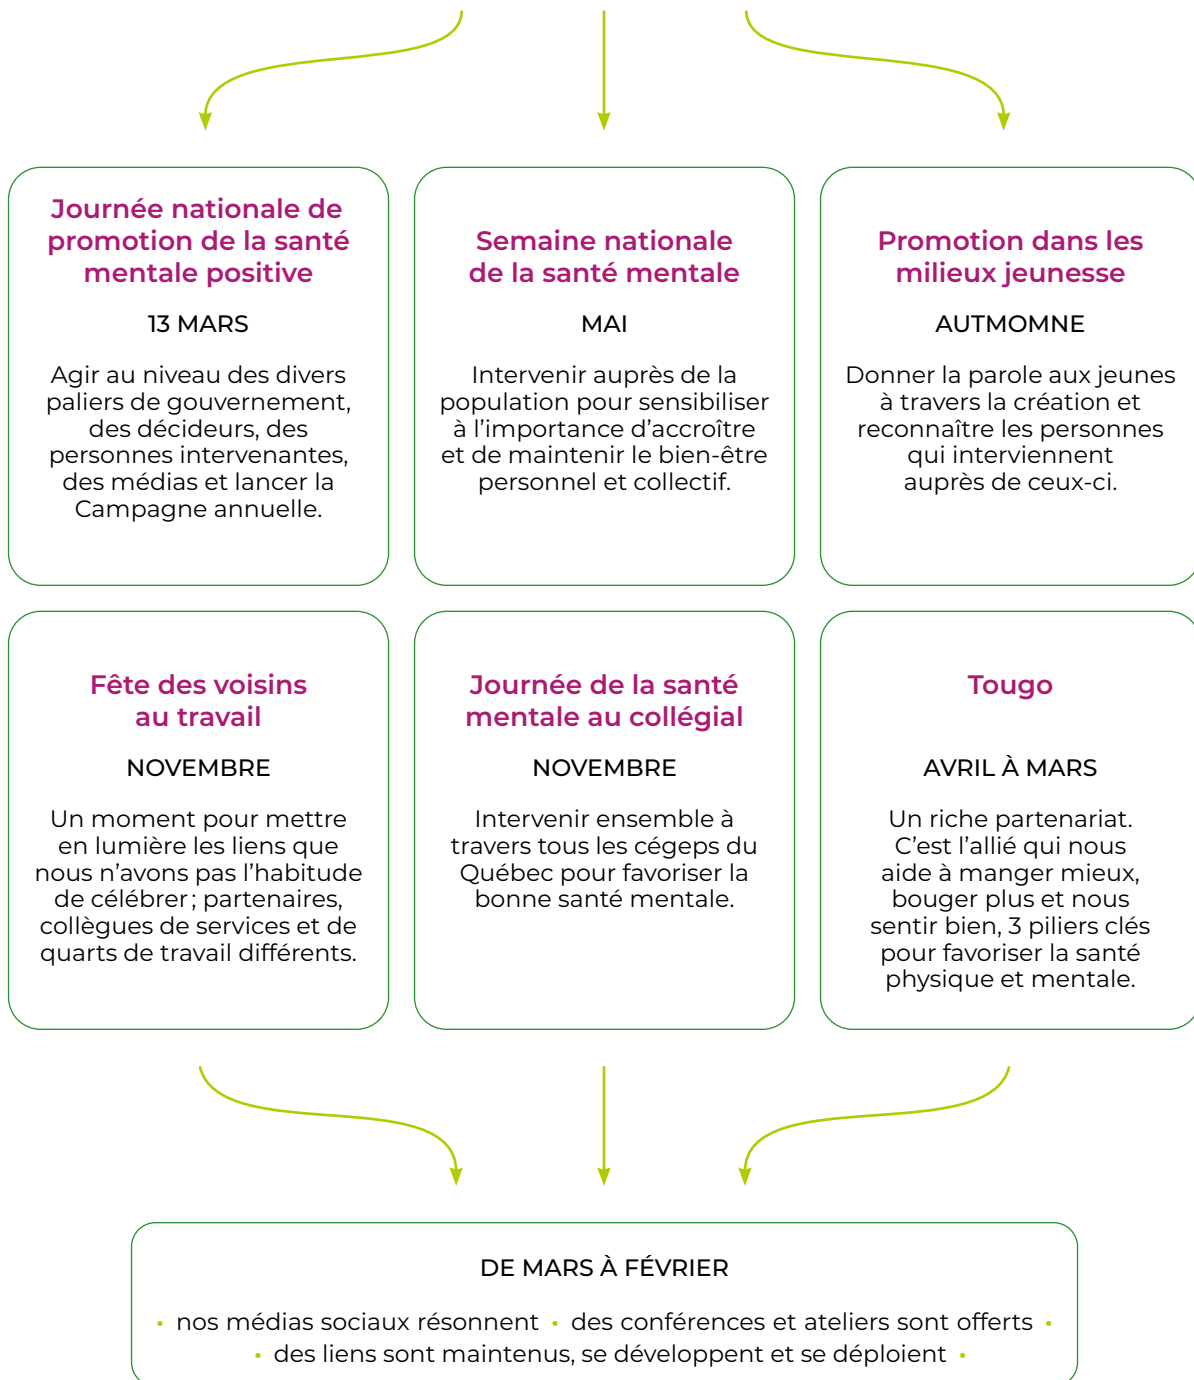 Journée nationale de
promotion de la santé
mentale positive
13 MARS
Agir au niveau des divers
paliers de gouvernement,
des décideurs, des
personnes intervenantes,
des médias et lancer la
Campagne annuelle.
Semaine nationale
de la santé mentale
MAI
Intervenir auprès de la
population pour sensibiliser
à l’importance d’accroître
et de maintenir le bien-être
personnel et collectif.
Promotion dans les
milieux jeunesse
AUTMOMNE
Donner la parole aux jeunes
à travers la création et
reconnaître les personnes
qui interviennent
auprès de ceux-ci.
Fête des voisins
au travail
NOVEMBRE
Un moment pour mettre
en lumière les liens que
nous n’avons pas l’habitude
de célébrer ; partenaires,
collègues de services et de
quarts de travail différents.
Journée de la santé
mentale au collégial
NOVEMBRE
Intervenir ensemble à
travers tous les cégeps du
Québec pour favoriser la
bonne santé mentale.
Tougo
AVRIL À MARS
Un riche partenariat.
C’est l’allié qui nous
aide à manger mieux,
bouger plus et nous
sentir bien, 3 piliers clés
pour favoriser la santé
physique et mentale.
DE MARS À FÉVRIER
• nos médias sociaux résonnent • des conférences et ateliers sont offerts •
• des liens sont maintenus, se développent et se déploient •